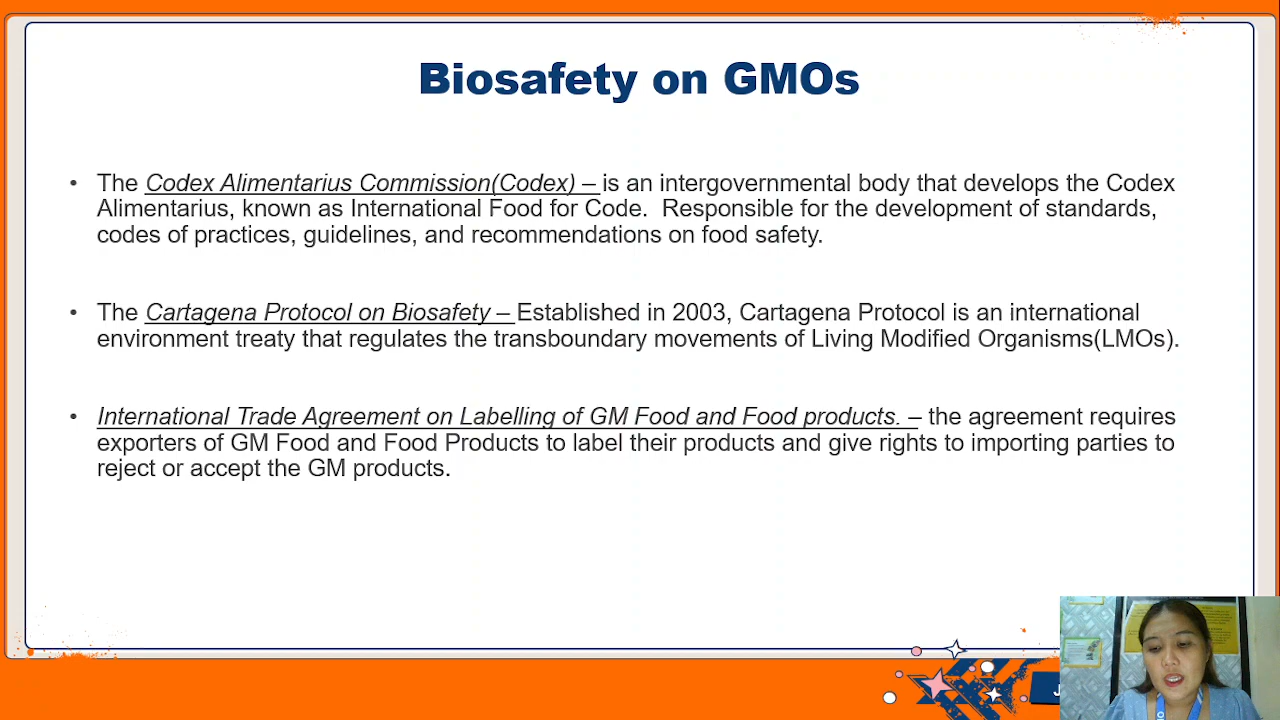 Biosafety on GMOs
• The Codex Alimentarius Commission(Codex) – is an intergovernmental body that develops the Codex
Alimentarius, known as International Food for Code.  Responsible for the development of standards,
codes of practices, guidelines, and recommendations on food safety.
• The Cartagena Protocol on Biosafety – Established in 2003, Cartagena Protocol is an international
environment treaty that regulates the transboundary movements of Living Modified Organisms(LMOs).
• International Trade Agreement on Labelling of GM Food and Food products. – the agreement requires
exporters of GM Food and Food Products to label their products and give rights to importing parties to
reject or accept the GM products.